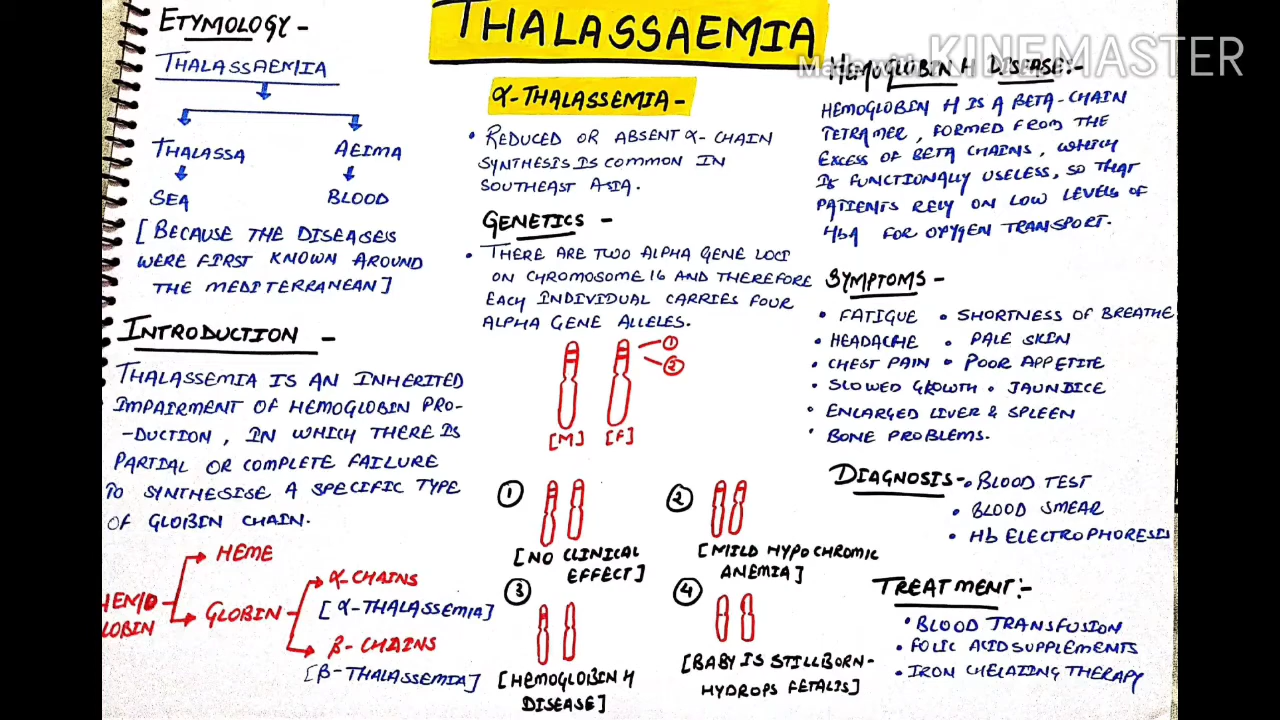 THALASSAEMIA
Made with KINEMASTER
ETYMOLOGY -
THALASSAEMIA
THALASSA AEIMA
SEA BLOOD
[BECAUSE THE DISEASES
WERE FIRST KNOWN AROUND
THE MEDITERRANEAN]
INTRODUCTION -
THALASSEMIA IS AN INHERITED
IMPAIRMENT OF HEMOGLOBIN PRO-
-DUCTION, IN WHICH THERE IS
PARTIAL OR COMPLETE FAILURE
TO SYNTHESISE A SPECIFIC TYPE
OF GLOBIN CHAIN.
HEMO
GLOBIN
HEME
GLOBIN
α-CHAINS
[α-THALASSEMIA]
β-CHAINS
[β-THALASSEMIA]
α-THALASSEMIA -
• REDUCED OR ABSENT α-CHAIN
SYNTHESIS IS COMMON IN
SOUTHEAST ASIA.
GENETICS -
• THERE ARE TWO ALPHA GENE LOCI
ON CHROMOSOME 16 AND THEREFORE
EACH INDIVIDUAL CARRIES FOUR
ALPHA GENE ALLELES.
①
②
[M] [F]
①
[NO CLINICAL
EFFECT]
②
[MILD HYPOCHROMIC
ANEMIA]
③
[HEMOGLOBIN H
DISEASE]
④
[BABY IS STILLBORN-
HYDROPS FETALIS]
HEMOGLOBIN H DISEASE:-
HEMOGLOBIN H IS A BETA-CHAIN
TETRAMER, FORMED FROM THE
EXCESS OF BETA CHAINS, WHICH
IS FUNCTIONALLY USELESS, SO THAT
PATIENTS RELY ON LOW LEVELS OF
HbA FOR OXYGEN TRANSPORT.
SYMPTOMS -
• FATIGUE • SHORTNESS OF BREATHE
• HEADACHE • PALE SKIN
• CHEST PAIN • POOR APPETITE
• SLOWED GROWTH • JAUNDICE
• ENLARGED LIVER & SPLEEN
• BONE PROBLEMS.
DIAGNOSIS - • BLOOD TEST
• BLOOD SMEAR
• Hb ELECTROPHORESIS
TREATMENT:-
• BLOOD TRANSFUSION
• FOLIC ACID SUPPLEMENTS
• IRON CHELATING THERAPY